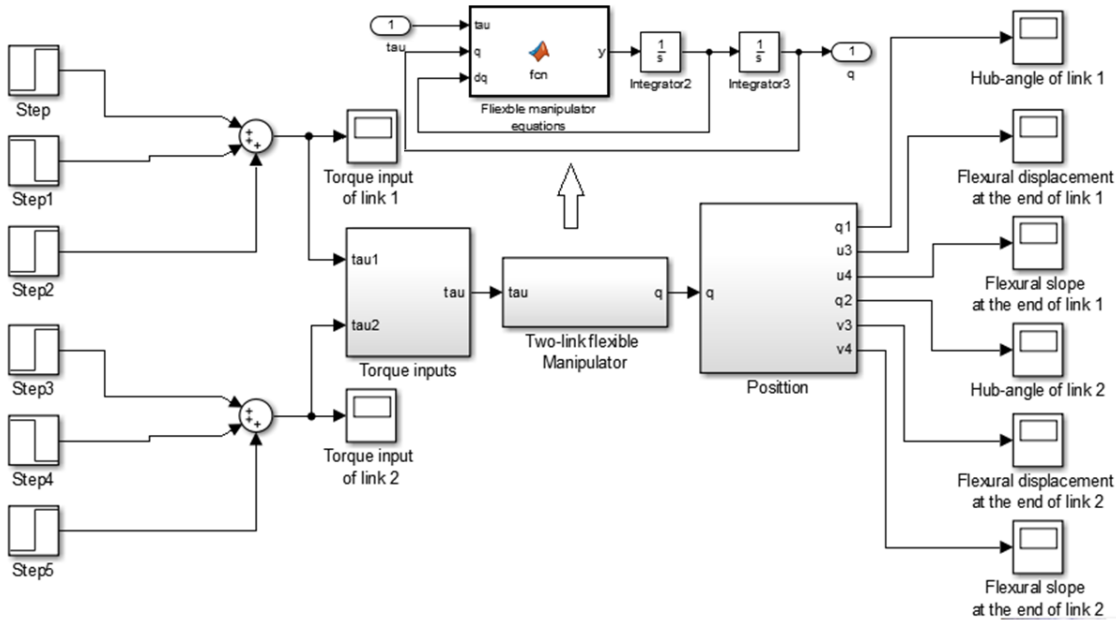 Step
Step1
Step2
Step3
Step4
Step5
Torque input
of link 1
Torque input
of link 2
1
tau
tau
q
dq
fcn
y
Fliexble manipulator
equations
1
s
Integrator2
1
s
Integrator3
1
q
tau1
tau2
tau
Torque inputs
tau
q
Two-link flexible
Manipulator
q
q1
u3
u4
q2
v3
v4
Posittion
Hub-angle of link 1
Flexural displacement
at the end of link 1
Flexural slope
at the end of link 1
Hub-angle of link 2
Flexural displacement
at the end of link 2
Flexural slope
at the end of link 2